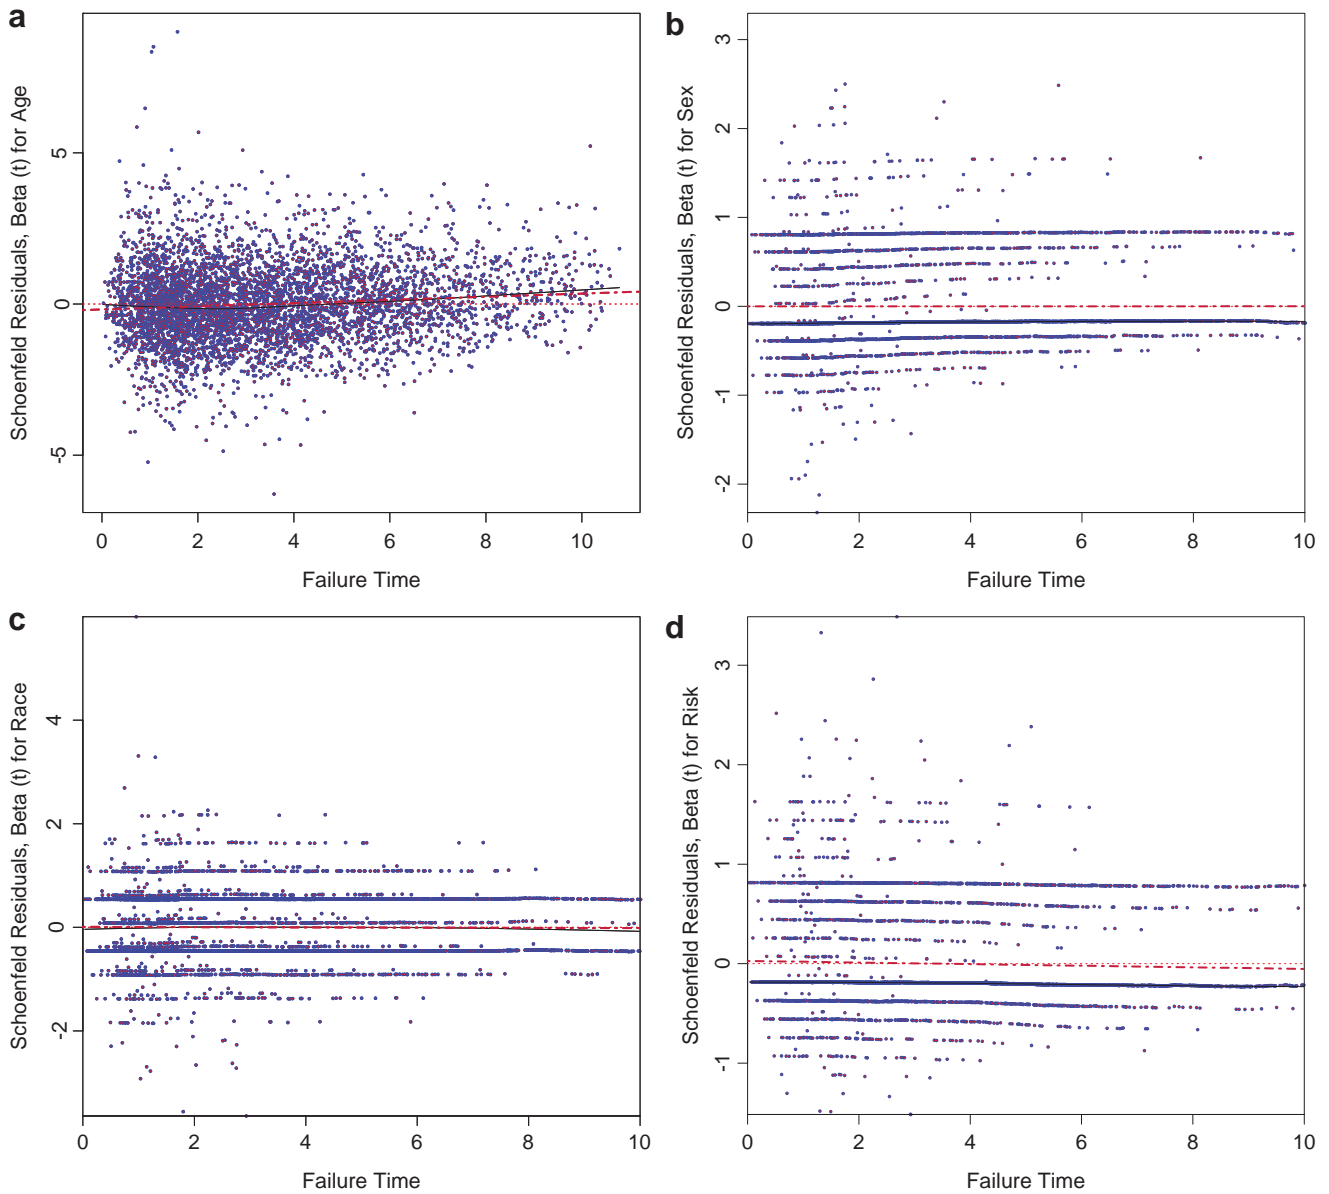 a
Schoenfeld Residuals, Beta (t) for Age
5
0
-5
0 2 4 6 8 10
Failure Time
b
Schoenfeld Residuals, Beta (t) for Sex
3
2
1
0
-1
-2
0 2 4 6 8 10
Failure Time
c
Schoenfeld Residuals, Beta (t) for Race
4
2
0
-2
0 2 4 6 8 10
Failure Time
d
Schoenfeld Residuals, Beta (t) for Risk
3
2
1
0
-1
0 2 4 6 8 10
Failure Time